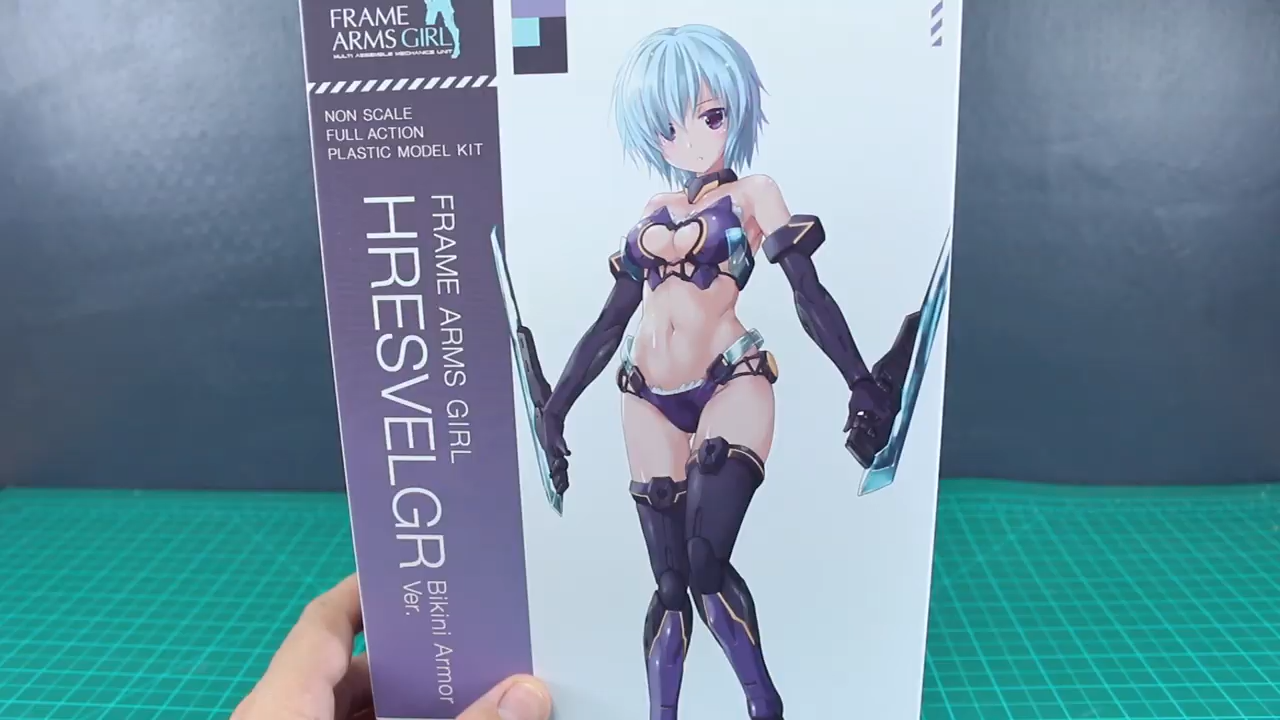 FRAME
ARMS GIRL
MULTI ASSEMBLE MECHANICS UNIT
NON SCALE
FULL ACTION
PLASTIC MODEL KIT
FRAME ARMS GIRL
HRESVELGR
Bikini Armor
Ver.